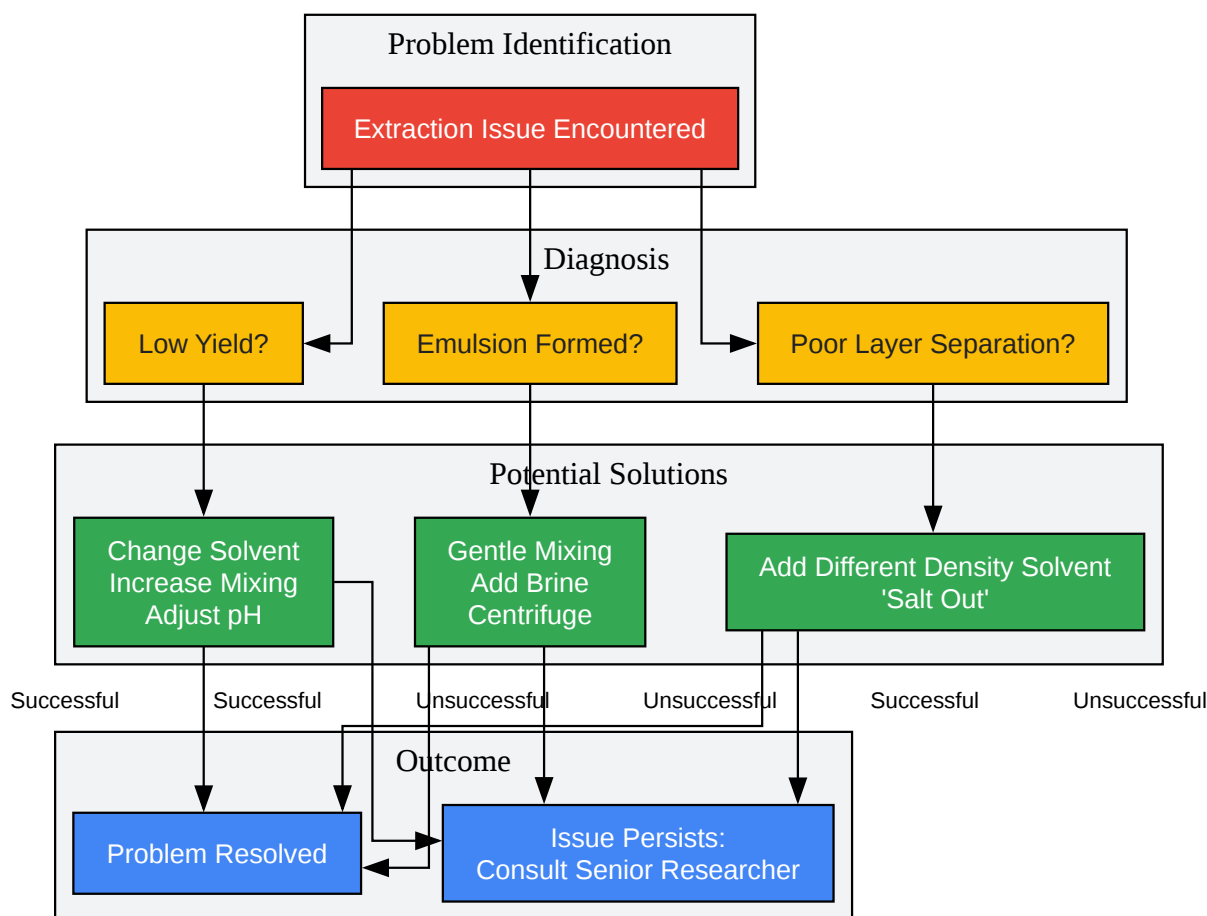 Problem Identification
Extraction Issue Encountered
Diagnosis
Low Yield?
Emulsion Formed?
Poor Layer Separation?
Potential Solutions
Change Solvent
Increase Mixing
Adjust pH
Gentle Mixing
Add Brine
Centrifuge
Add Different Density Solvent
'Salt Out'
Successful
Successful
Unsuccessful
Unsuccessful
Successful
Unsuccessful
Outcome
Problem Resolved
Issue Persists:
Consult Senior Researcher